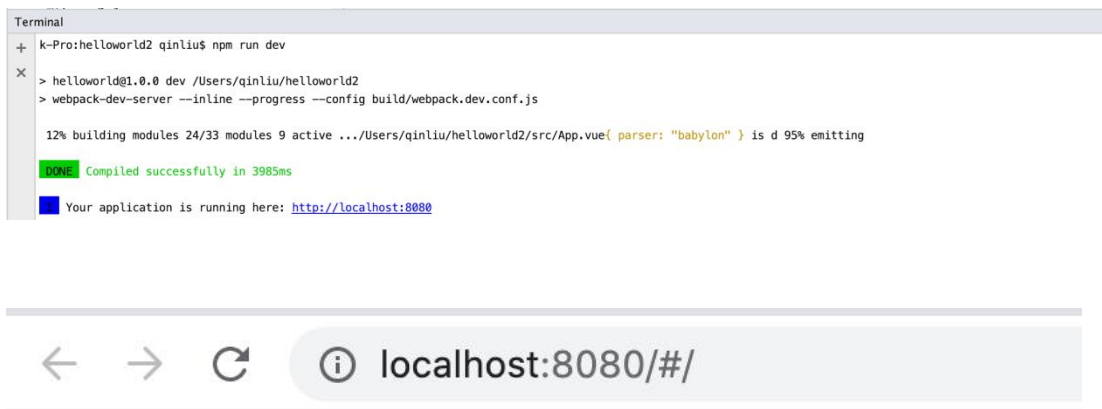 Terminal
k-Pro:helloworld2 qinliu$ npm run dev
> helloworld@1.0.0 dev /Users/qinliu/helloworld2
> webpack-dev-server --inline --progress --config build/webpack.dev.conf.js
12% building modules 24/33 modules 9 active .../Users/qinliu/helloworld2/src/App.vue{ parser: "babylon" } is d 95% emitting
DONE Compiled successfully in 3985ms
I Your application is running here: http://localhost:8080
localhost:8080/#/